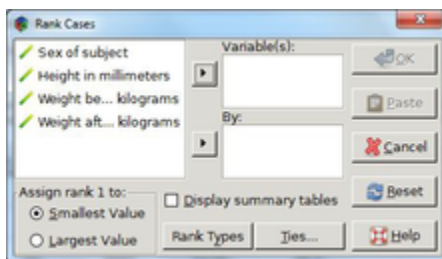 Rank Cases
Sex of subject
Height in millimeters
Weight be... kilograms
Weight aft... kilograms
Variable(s):
By:
OK
Paste
Cancel
Reset
Help
Assign rank 1 to:
Smallest Value
Largest Value
Display summary tables
Rank Types
Ties...